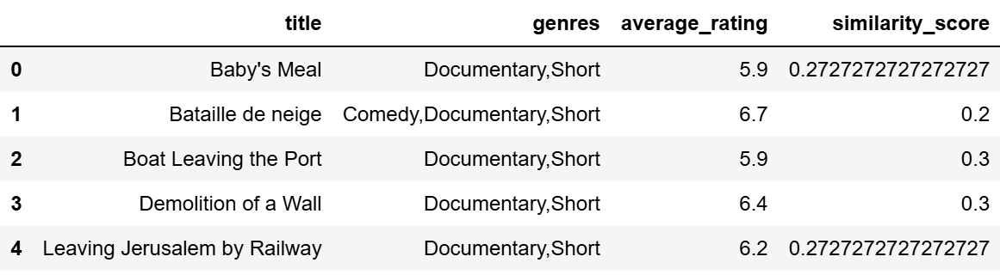 title genres average_rating similarity_score
0 Baby's Meal Documentary,Short 5.9 0.2727272727272727
1 Bataille de neige Comedy,Documentary,Short 6.7 0.2
2 Boat Leaving the Port Documentary,Short 5.9 0.3
3 Demolition of a Wall Documentary,Short 6.4 0.3
4 Leaving Jerusalem by Railway Documentary,Short 6.2 0.2727272727272727